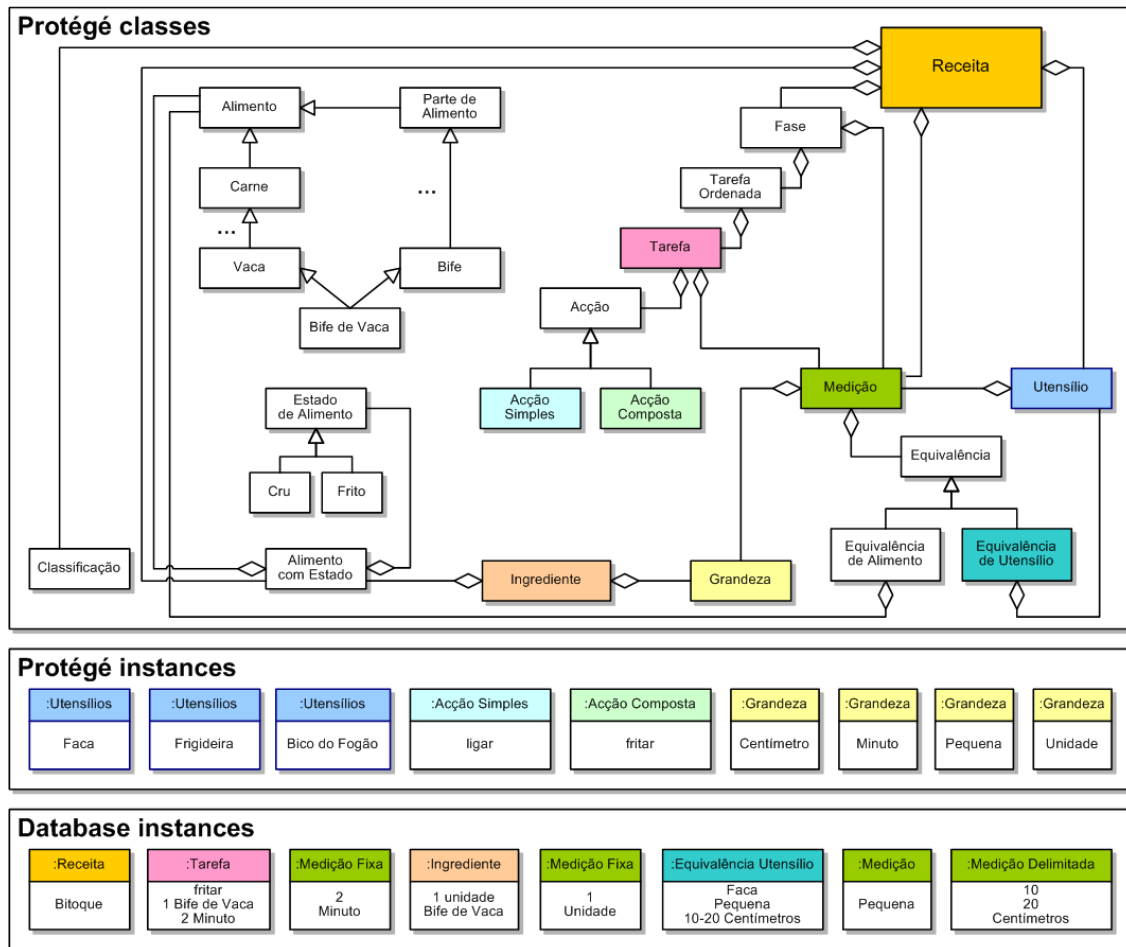 Protégé classes
Receita
Alimento
Parte de
Alimento
Fase
Carne
...
Tarefa
Ordenada
...
Vaca
Bife
Tarefa
Bife de Vaca
Acção
Estado
de Alimento
Acção
Simples
Acção
Composta
Medição
Utensílio
Equivalência
Cru
Frito
Classificação
Alimento
com Estado
Ingrediente
Grandeza
Equivalência
de Alimento
Equivalência
de Utensílio
Protégé instances
:Utensílios
Faca
:Utensílios
Frigideira
:Utensílios
Bico do Fogão
:Acção Simples
ligar
:Acção Composta
fritar
:Grandeza
Centímetro
:Grandeza
Minuto
:Grandeza
Pequena
:Grandeza
Unidade
Database instances
:Receita
Bitoque
:Tarefa
fritar
1 Bife de Vaca
2 Minuto
:Medição Fixa
2
Minuto
:Ingrediente
1 unidade
Bife de Vaca
:Medição Fixa
1
Unidade
:Equivalência Utensílio
Faca
Pequena
10-20 Centímetros
:Medição
Pequena
:Medição Delimitada
10
20
Centímetros